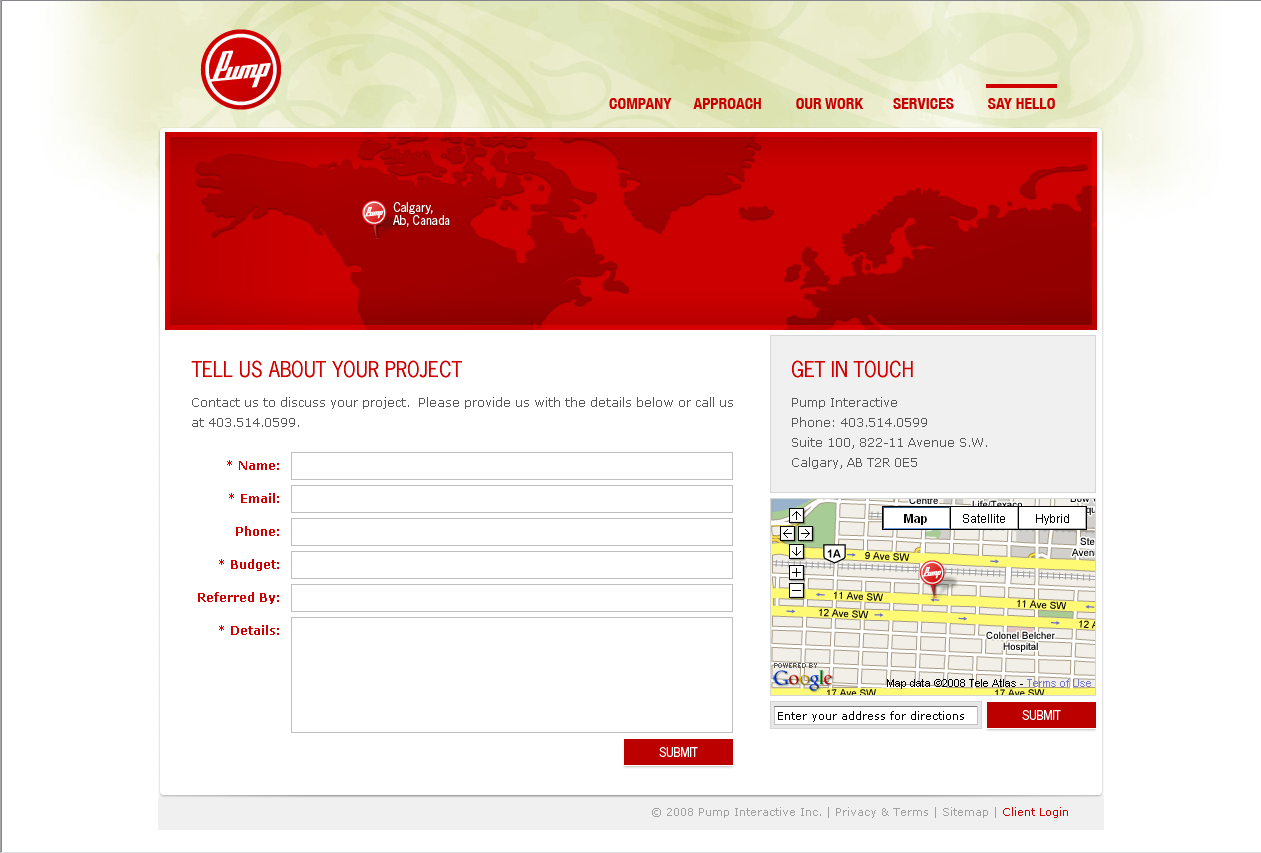 Pump
COMPANY APPROACH OUR WORK SERVICES SAY HELLO
Pump
Calgary,
Ab, Canada
TELL US ABOUT YOUR PROJECT
Contact us to discuss your project. Please provide us with the details below or call us
at 403.514.0599.
* Name:
* Email:
Phone:
* Budget:
Referred By:
* Details:
SUBMIT
GET IN TOUCH
Pump Interactive
Phone: 403.514.0599
Suite 100, 822-11 Avenue S.W.
Calgary, AB T2R 0E5
Centre
Life/Texaco
Map Satellite Hybrid
1A
9 Ave SW
Pump
11 Ave SW
11 Ave SW
12 Ave SW
Colonel Belcher
Hospital
POWERED BY
Google
Map data ©2008 Tele Atlas - Terms of Use
17 Ave SW
17 Ave SW
Enter your address for directions
SUBMIT
© 2008 Pump Interactive Inc. | Privacy & Terms | Sitemap | Client Login